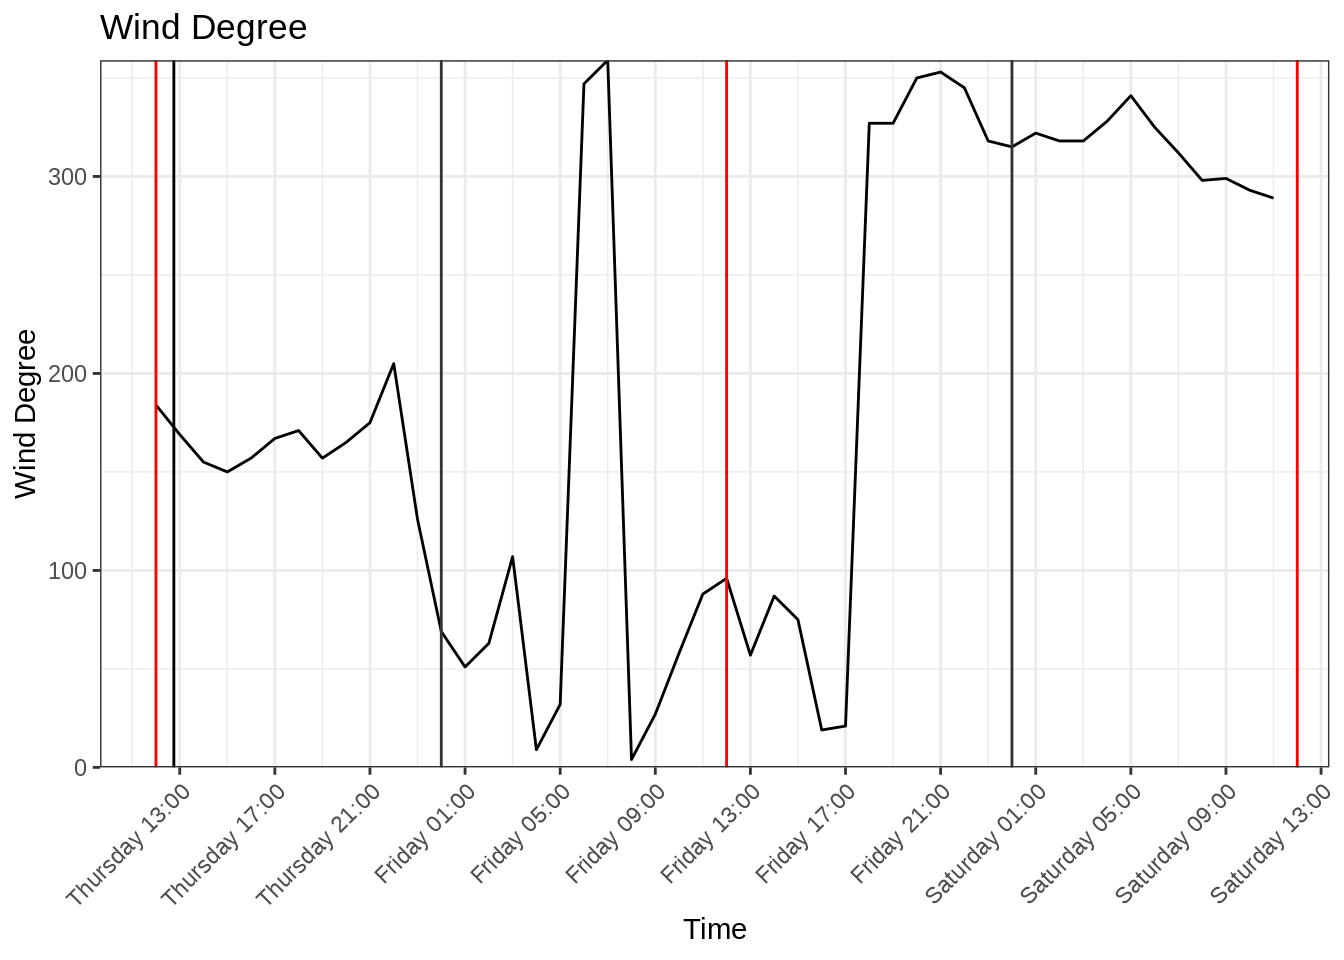 Wind Degree
Wind Degree
300
200
100
0
Thursday 13:00
Thursday 17:00
Thursday 21:00
Friday 01:00
Friday 05:00
Friday 09:00
Friday 13:00
Friday 17:00
Friday 21:00
Saturday 01:00
Saturday 05:00
Saturday 09:00
Saturday 13:00
Time